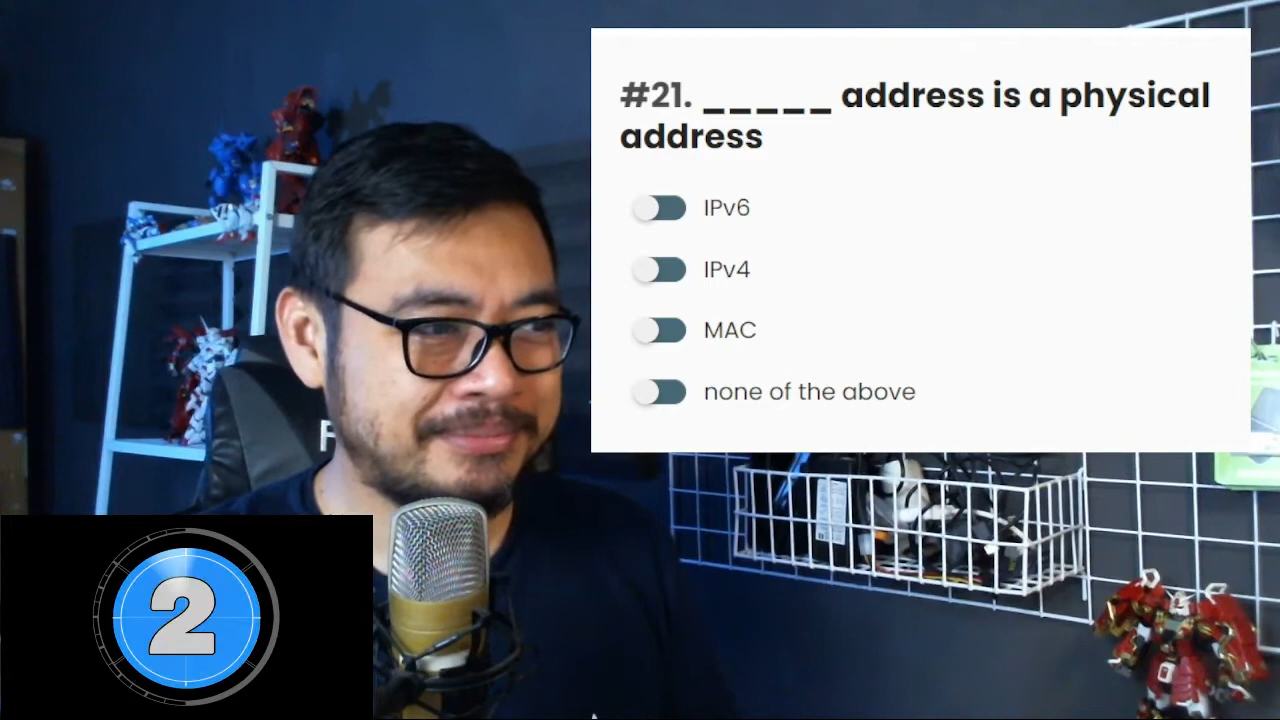 #21. _____ address is a physical
address
IPv6
IPv4
MAC
none of the above
F
2